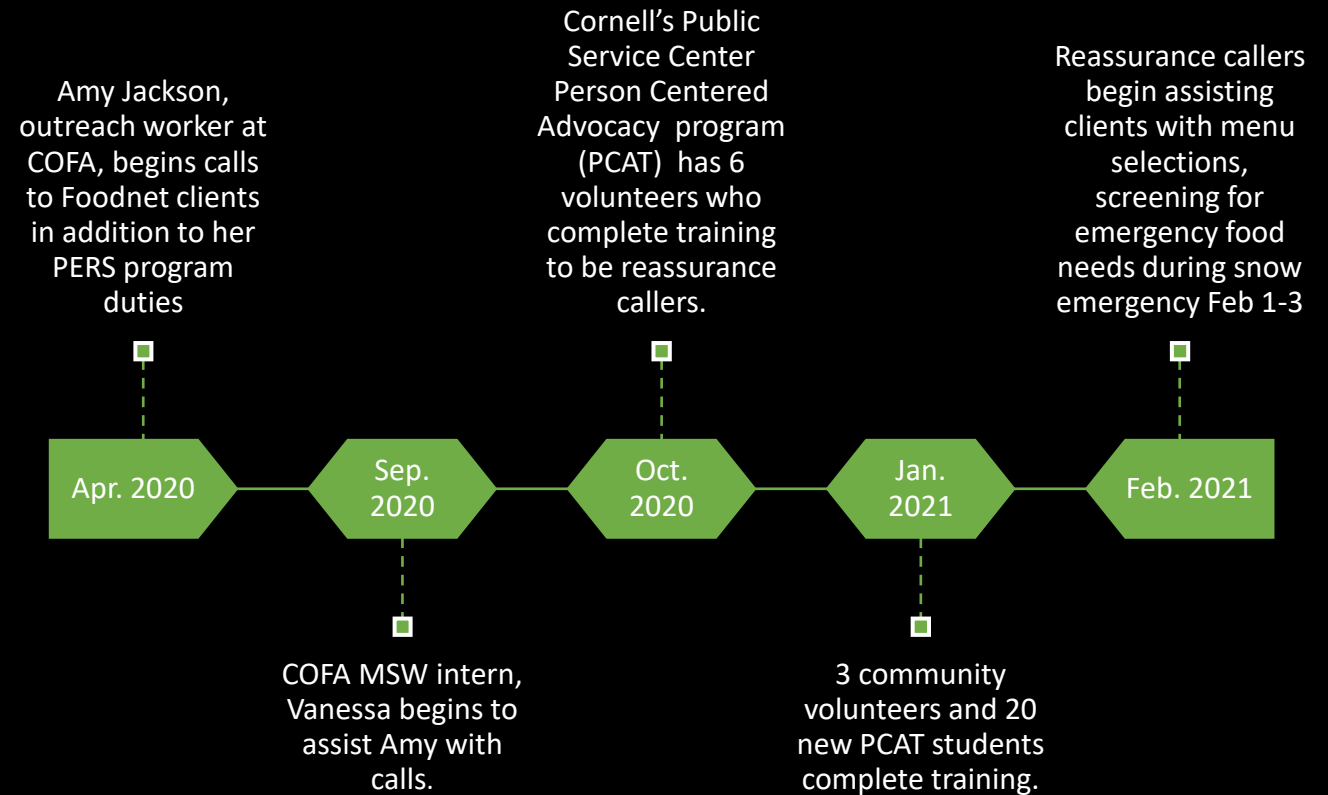 Amy Jackson,
outreach worker at
COFA, begins calls
to Foodnet clients
in addition to her
PERS program
duties
Cornell’s Public
Service Center
Person Centered
Advocacy  program
(PCAT)  has 6
volunteers who
complete training
to be reassurance
callers.
Reassurance callers
begin assisting
clients with menu
selections,
screening for
emergency food
needs during snow
emergency Feb 1-3
Apr. 2020
Sep.
2020
Oct.
2020
Jan.
2021
Feb. 2021
COFA MSW intern,
Vanessa begins to
assist Amy with
calls.
3 community
volunteers and 20
new PCAT students
complete training.